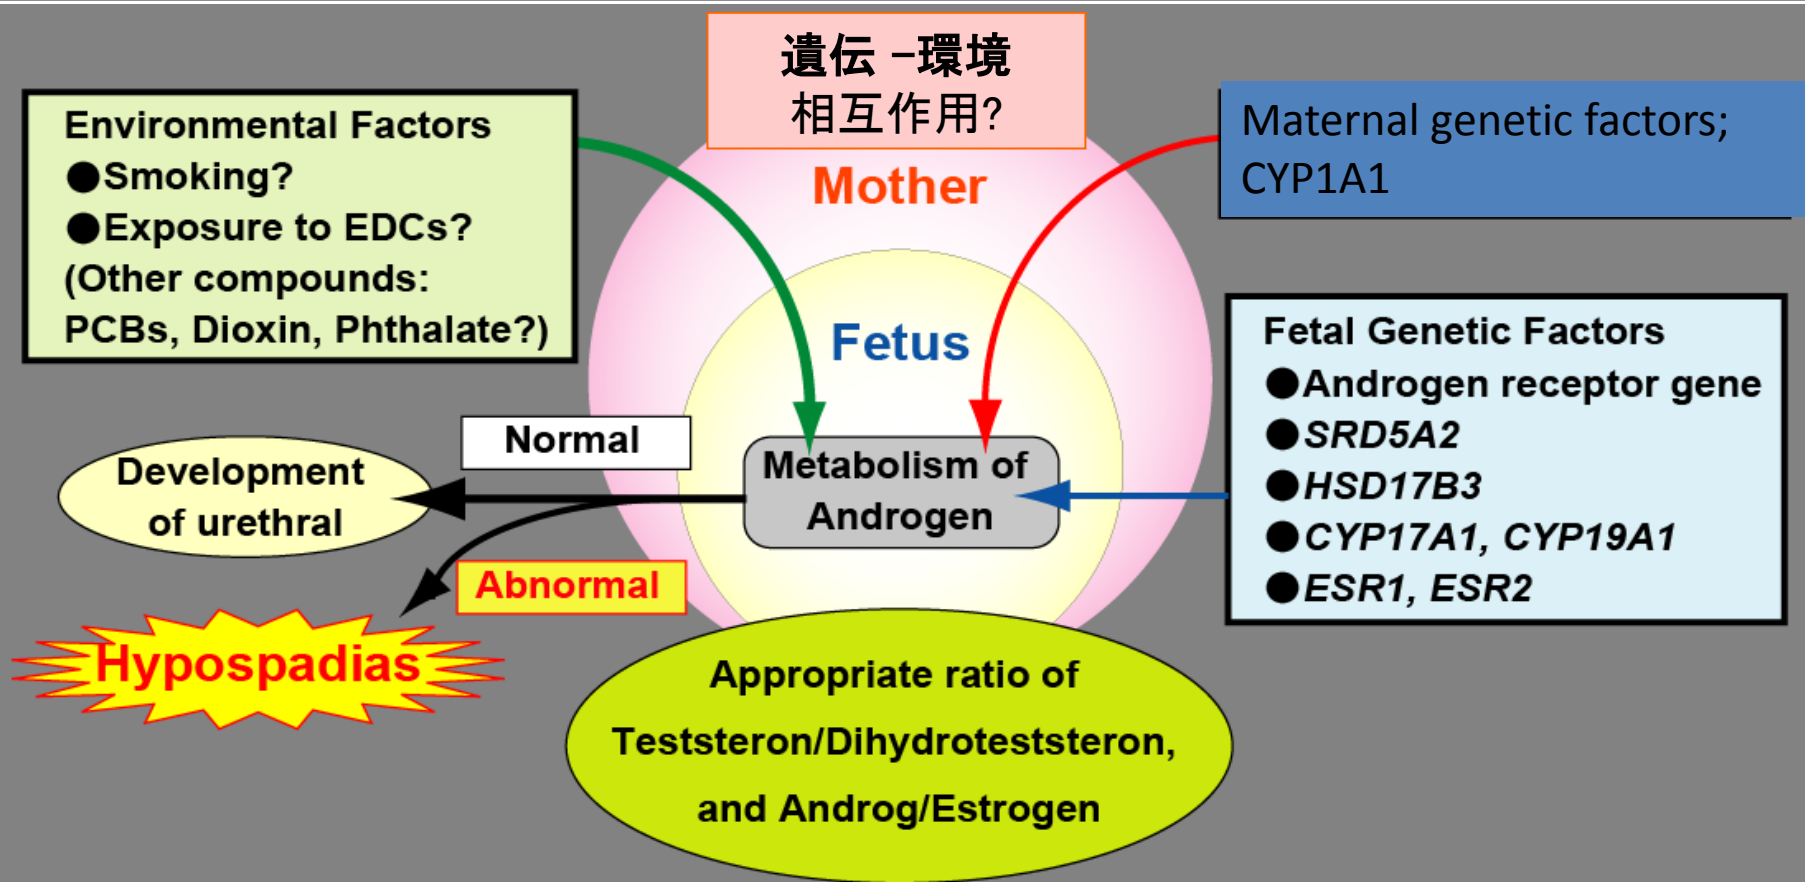 遺伝 –環境
相互作用?
Environmental Factors
●Smoking?
●Exposure to EDCs?
(Other compounds:
PCBs, Dioxin, Phthalate?)
Mother
Maternal genetic factors;
CYP1A1
Fetus
Fetal Genetic Factors
●Androgen receptor gene
●SRD5A2
●HSD17B3
●CYP17A1, CYP19A1
●ESR1, ESR2
Normal
Development
of urethral
Metabolism of
Androgen
Abnormal
Hypospadias
Appropriate ratio of
Teststeron/Dihydroteststeron,
and Androg/Estrogen